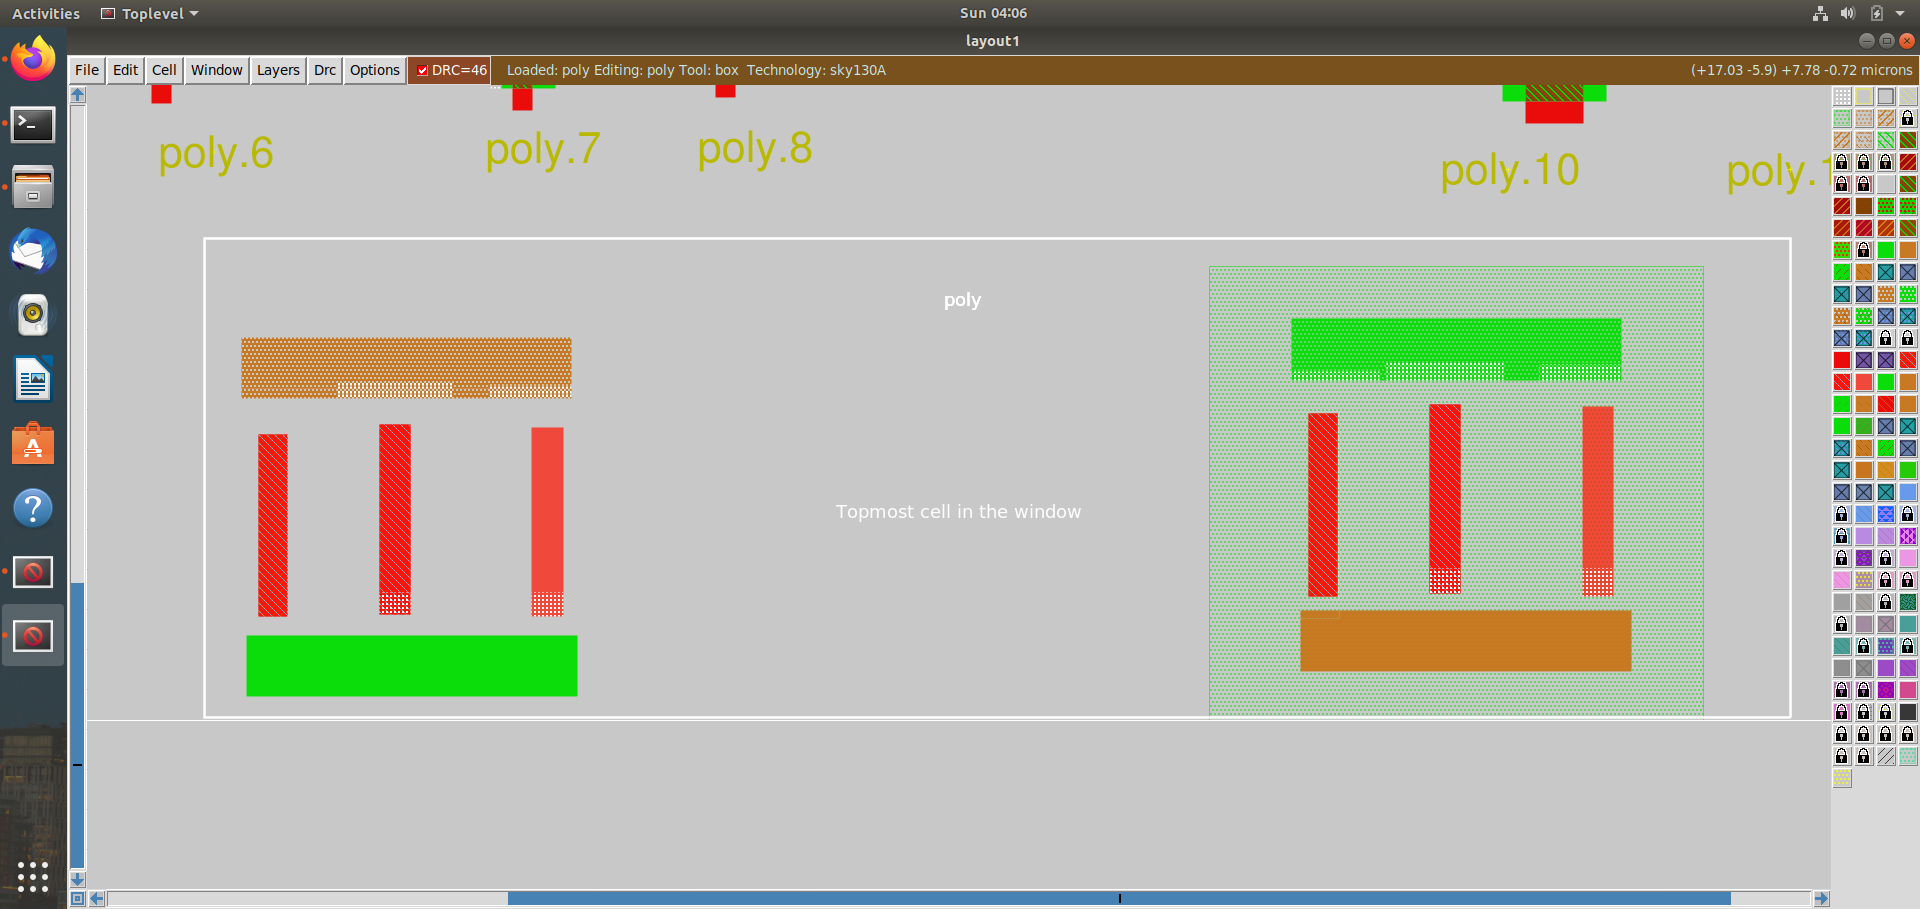 Activities Toplevel Sun 04:06
layout1
File Edit Cell Window Layers Drc Options DRC=46 Loaded: poly Editing: poly Tool: box Technology: sky130A (+17.03 -5.9) +7.78 -0.72 microns
poly.6 poly.7 poly.8 poly.10 poly.1
poly
Topmost cell in the window